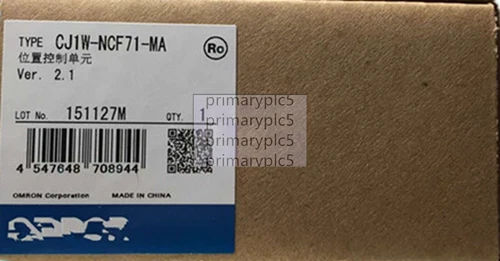 TYPE CJ1W-NCF71-MA
Ro
位置控制单元
Ver. 2.1
LOT No. 151127M QTY. 1
primaryplc5
primaryplc5
primaryplc5
primaryplc5
4 547648 708944
OMRON Corporation MADE IN CHINA